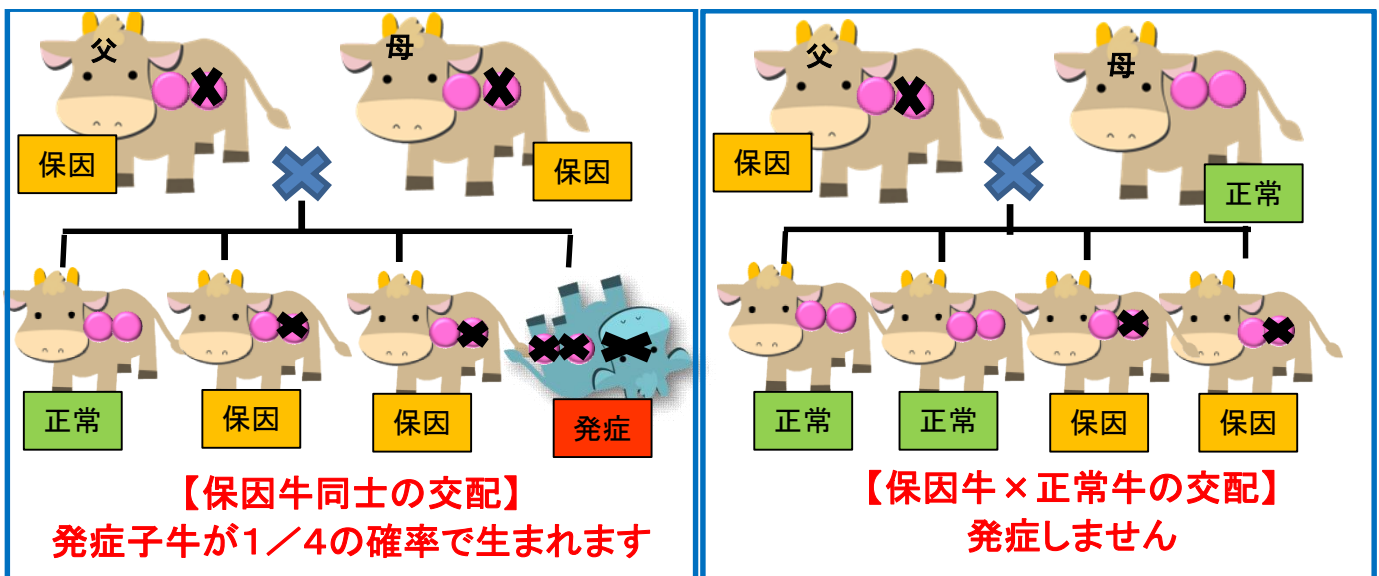 父
母
保因
保因
正常
保因
保因
発症
【保因牛同士の交配】
発症子牛が１／４の確率で生まれます
父
母
保因
正常
正常
正常
保因
保因
【保因牛×正常牛の交配】
発症しません